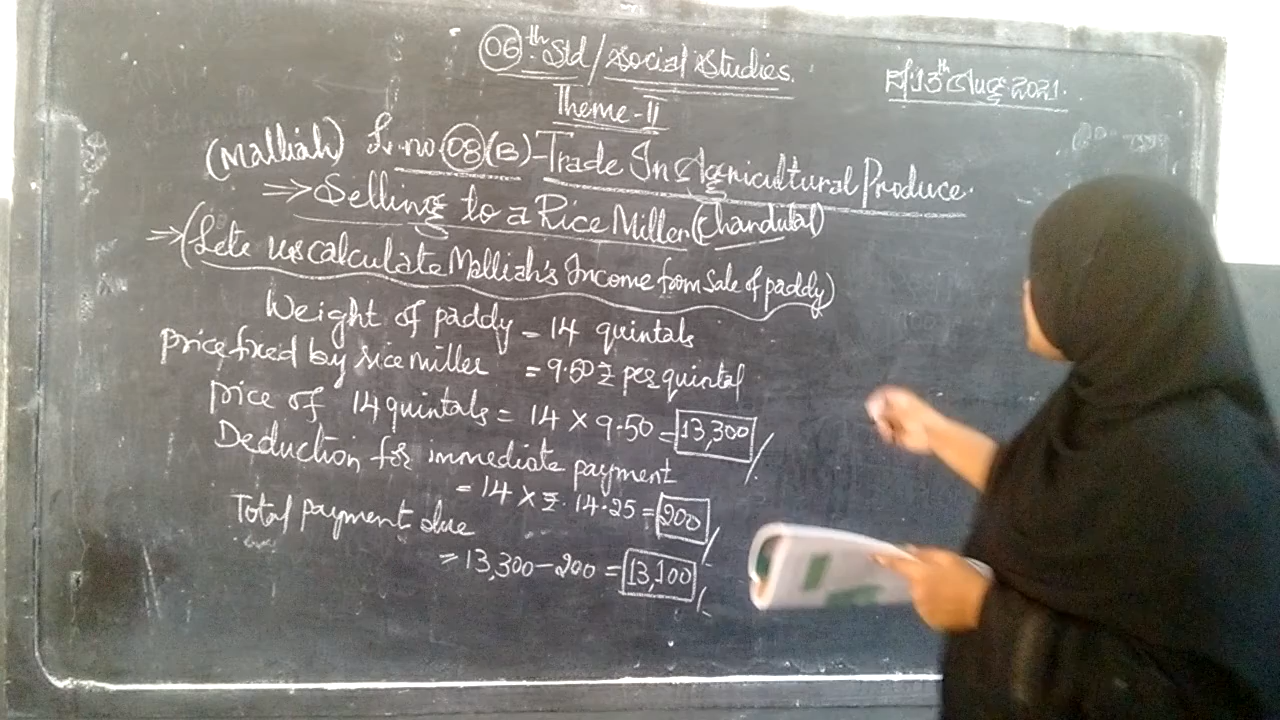 06th Std/Social Studies.
13th 2021.
Theme-II
(Malliah) L.no.08(B)-Trade In Agricultural Produce.
⇒Selling to a Rice Miller(Chandulal)
⇒(Lets us calculate Malliah's Income from Sale of paddy)
Weight of paddy = 14 quintals
price fixed by rice miller = 9.50 ₹ per quintal
price of 14 quintals = 14 × 9.50 = 13,300/.
Deduction for immediate payment
= 14 × ₹. 14.25 = 200/
Total payment due
= 13,300-200 = 13,100/-